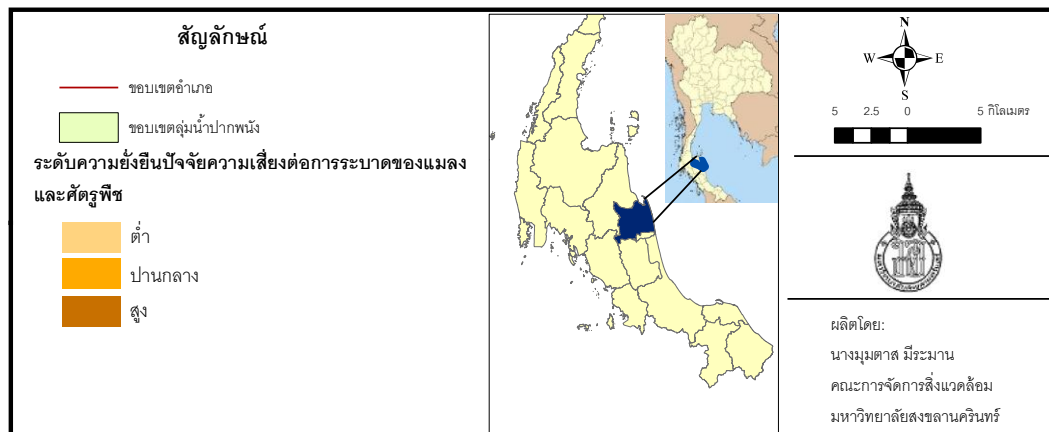 สัญลักษณ์
ขอบเขตอำเภอ
ขอบเขตลุ่มน้ำปากพนัง
ระดับความยั่งยืนปัจจัยความเสี่ยงต่อการระบาดของแมลง
และศัตรูพืช
ต่ำ
ปานกลาง
สูง
N
W E
S
5 2.5 0 5 กิโลเมตร
ผลิตโดย:
นางมุมตาส มีระมาน
คณะการจัดการสิ่งแวดล้อม
มหาวิทยาลัยสงขลานครินทร์